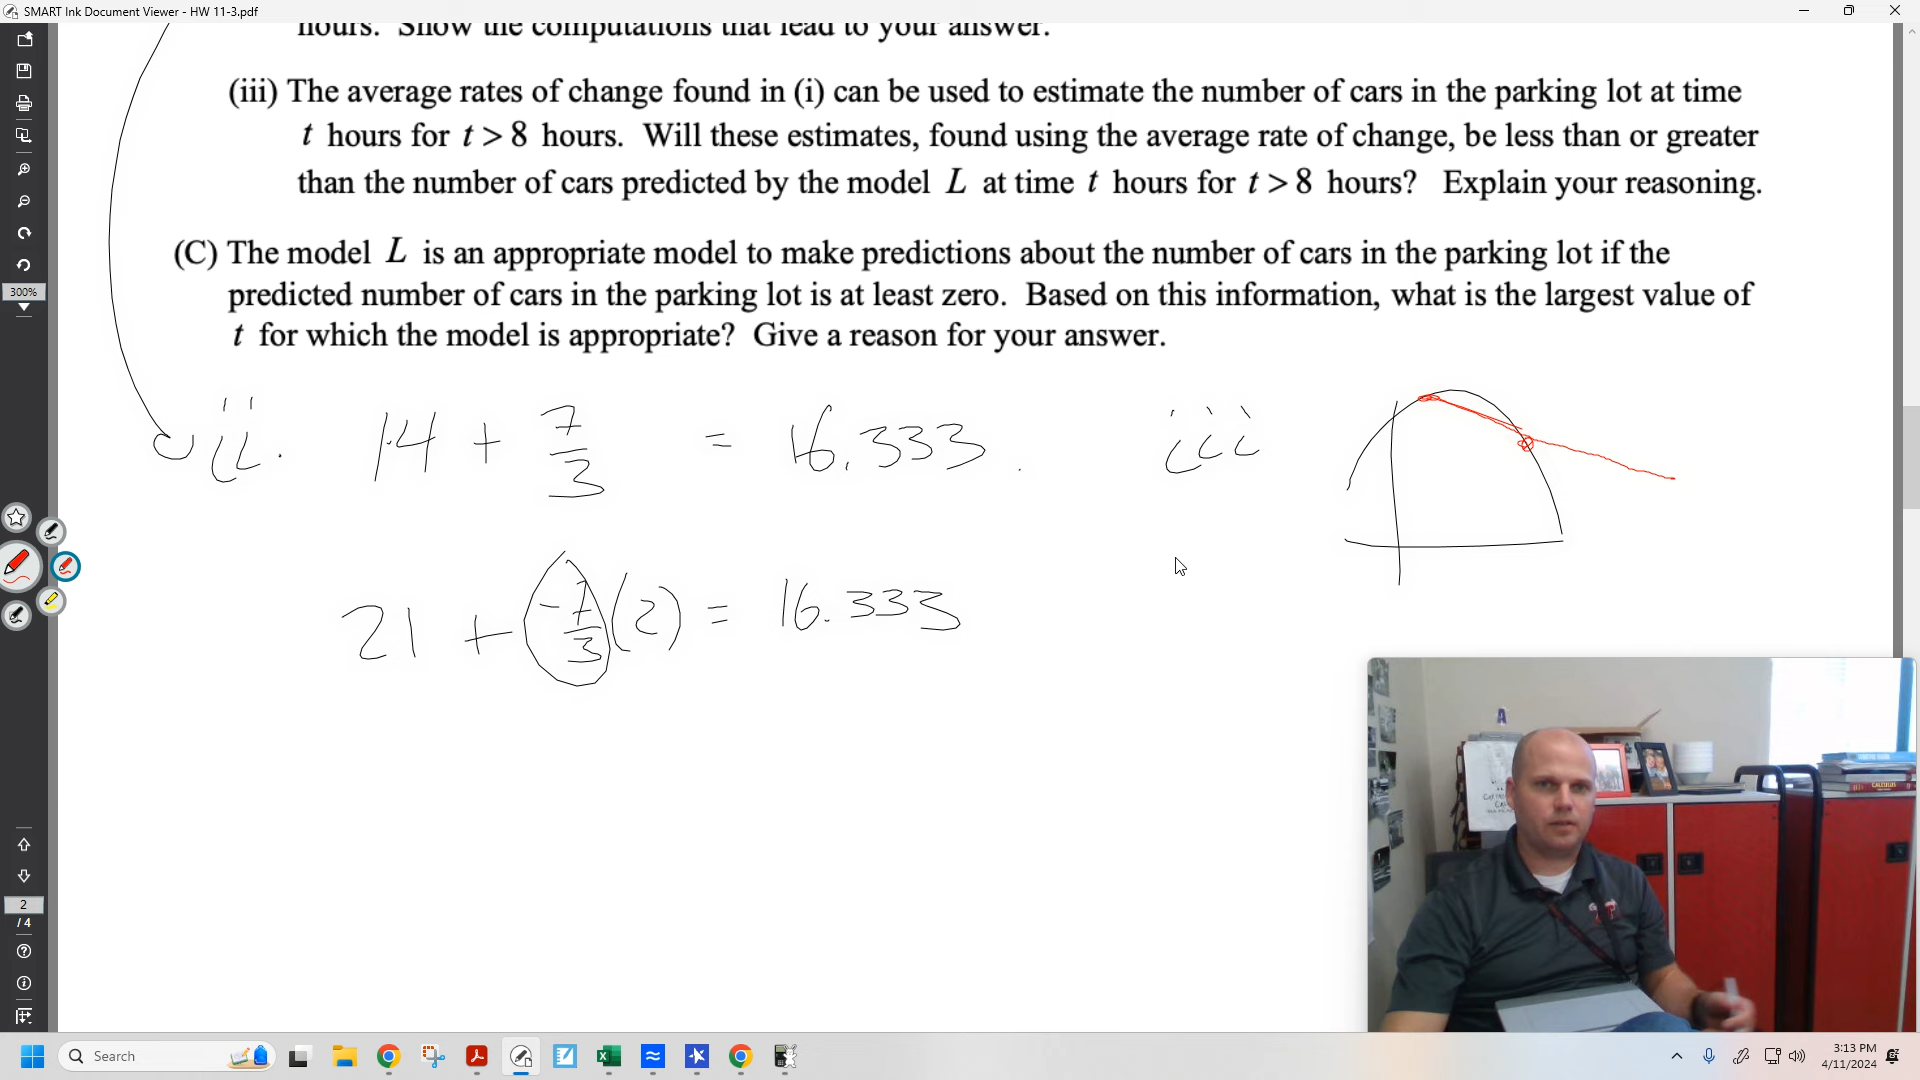 SMART Ink Document Viewer - HW 11-3.pdf
hours. Show the computations that lead to your answer.
(iii) The average rates of change found in (i) can be used to estimate the number of cars in the parking lot at time
t hours for t > 8 hours. Will these estimates, found using the average rate of change, be less than or greater
than the number of cars predicted by the model L at time t hours for t > 8 hours? Explain your reasoning.
(C) The model L is an appropriate model to make predictions about the number of cars in the parking lot if the
predicted number of cars in the parking lot is at least zero. Based on this information, what is the largest value of
t for which the model is appropriate? Give a reason for your answer.
300%
ii. 14 + 7/3 = 16.333.
iii
21 + (-7/3)(2) = 16.333
CALCULUS
2
/ 4
Search
3:13 PM
4/11/2024